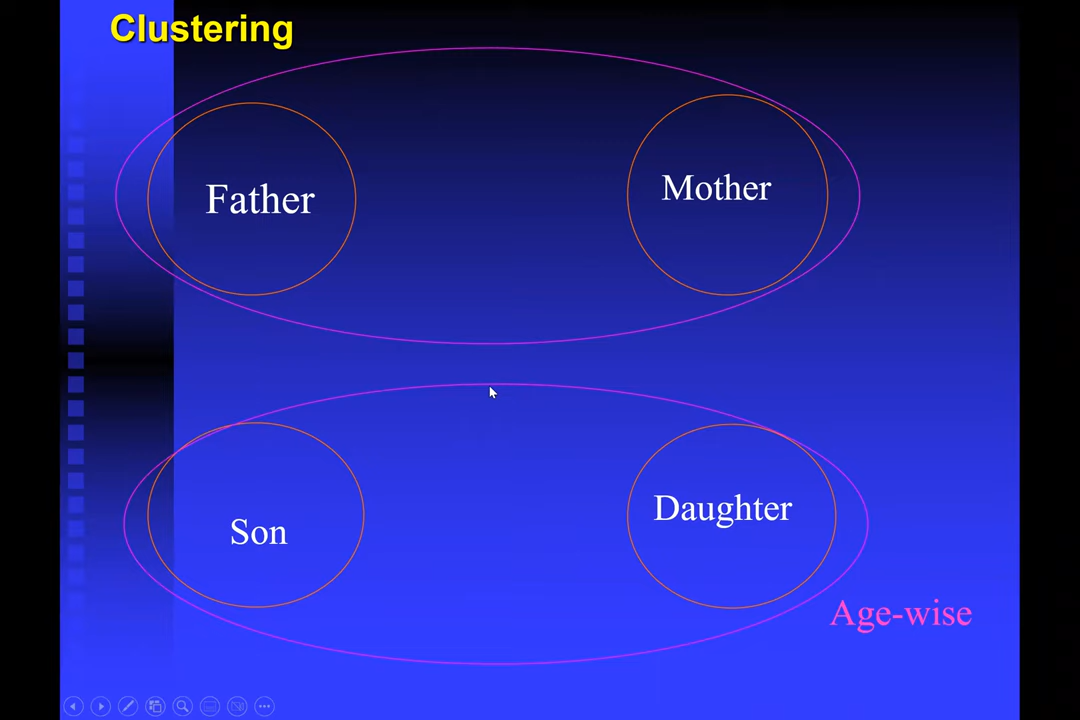 Clustering
Father
Mother
Son
Daughter
Age-wise